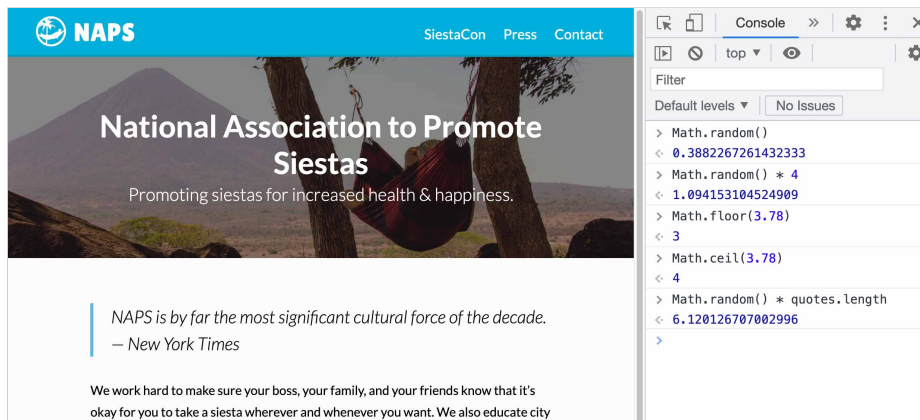 NAPS
SiestaCon Press Contact
National Association to Promote
Siestas
Promoting siestas for increased health & happiness.
NAPS is by far the most significant cultural force of the decade.
— New York Times
We work hard to make sure your boss, your family, and your friends know that it's
okay for you to take a siesta wherever and whenever you want. We also educate city
Console
top
Filter
Default levels
No Issues
Math.random()
0.3882267261432333
Math.random() * 4
1.094153104524909
Math.floor(3.78)
3
Math.ceil(3.78)
4
Math.random() * quotes.length
6.120126707002996